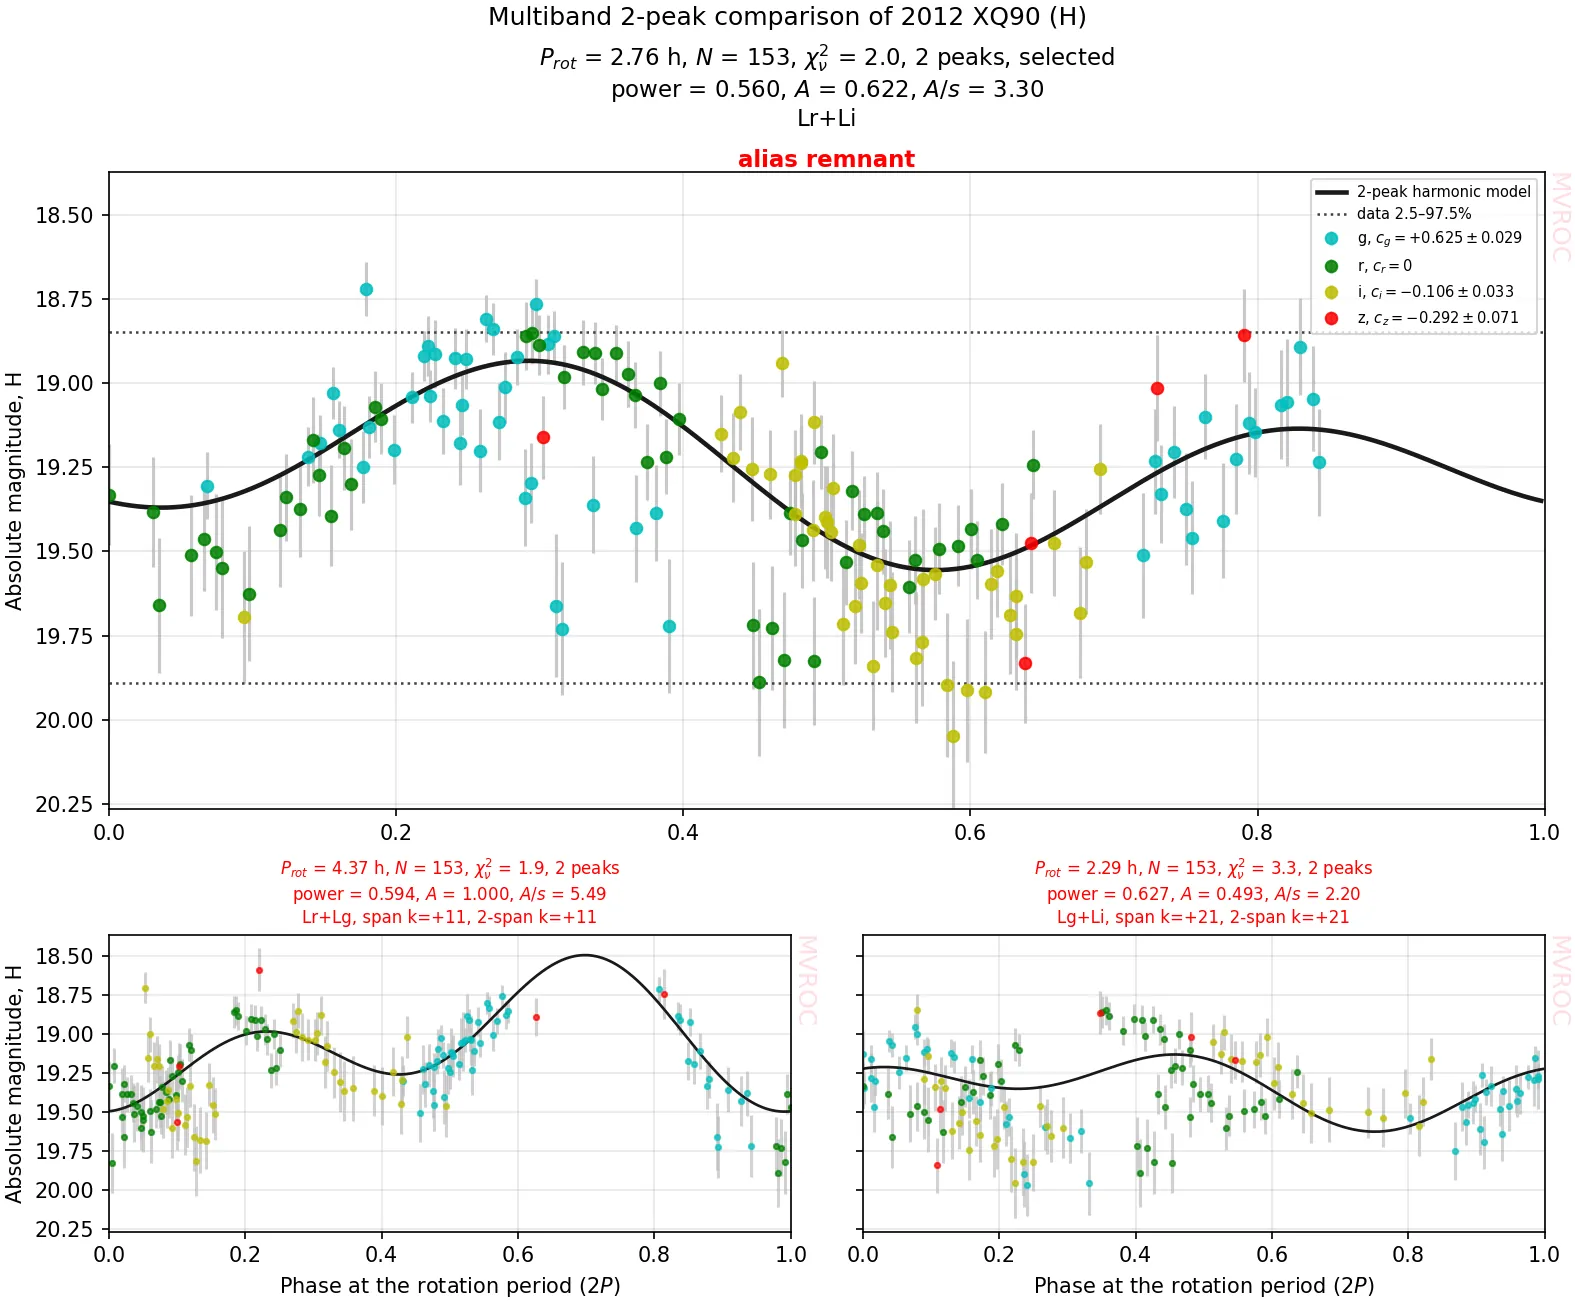 Multiband 2-peak comparison of 2012 XQ90 (H)
P_rot = 2.76 h, N = 153, χ²_ν = 2.0, 2 peaks, selected
power = 0.560, A = 0.622, A/s = 3.30
Lr+Li
alias remnant
MVROC
2-peak harmonic model
data 2.5–97.5%
g, c_g = +0.625 ± 0.029
r, c_r = 0
i, c_i = −0.106 ± 0.033
z, c_z = −0.292 ± 0.071
Absolute magnitude, H
18.50
18.75
19.00
19.25
19.50
19.75
20.00
20.25
0.0 0.2 0.4 0.6 0.8 1.0
P_rot = 4.37 h, N = 153, χ²_ν = 1.9, 2 peaks
power = 0.594, A = 1.000, A/s = 5.49
Lr+Lg, span k=+11, 2-span k=+11
MVROC
Absolute magnitude, H
18.50
18.75
19.00
19.25
19.50
19.75
20.00
20.25
0.0 0.2 0.4 0.6 0.8 1.0
Phase at the rotation period (2P)
P_rot = 2.29 h, N = 153, χ²_ν = 3.3, 2 peaks
power = 0.627, A = 0.493, A/s = 2.20
Lg+Li, span k=+21, 2-span k=+21
MVROC
0.0 0.2 0.4 0.6 0.8 1.0
Phase at the rotation period (2P)